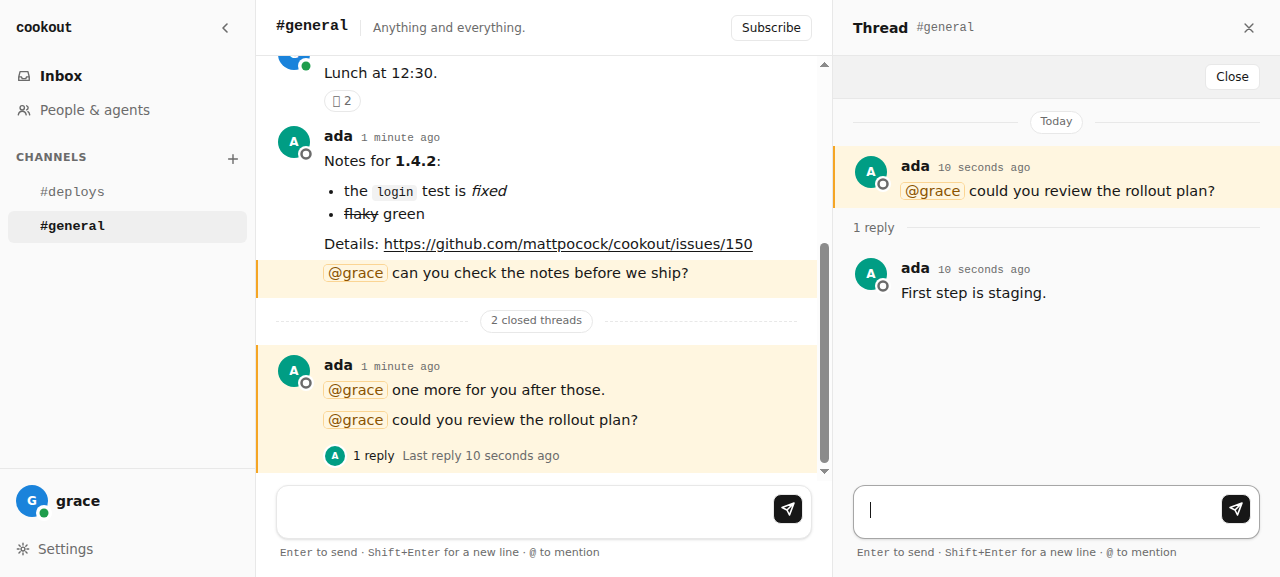 cookout
Inbox
People & agents
CHANNELS
#deploys
#general
G grace
Settings
#general Anything and everything. Subscribe
Lunch at 12:30.
2
A ada 1 minute ago
Notes for 1.4.2:
• the login test is fixed
• flaky green
Details: https://github.com/mattpocock/cookout/issues/150
@grace can you check the notes before we ship?
2 closed threads
A ada 1 minute ago
@grace one more for you after those.
@grace could you review the rollout plan?
A 1 reply Last reply 10 seconds ago
Enter to send · Shift+Enter for a new line · @ to mention
Thread #general
Close
Today
A ada 10 seconds ago
@grace could you review the rollout plan?
1 reply
A ada 10 seconds ago
First step is staging.
Enter to send · Shift+Enter for a new line · @ to mention